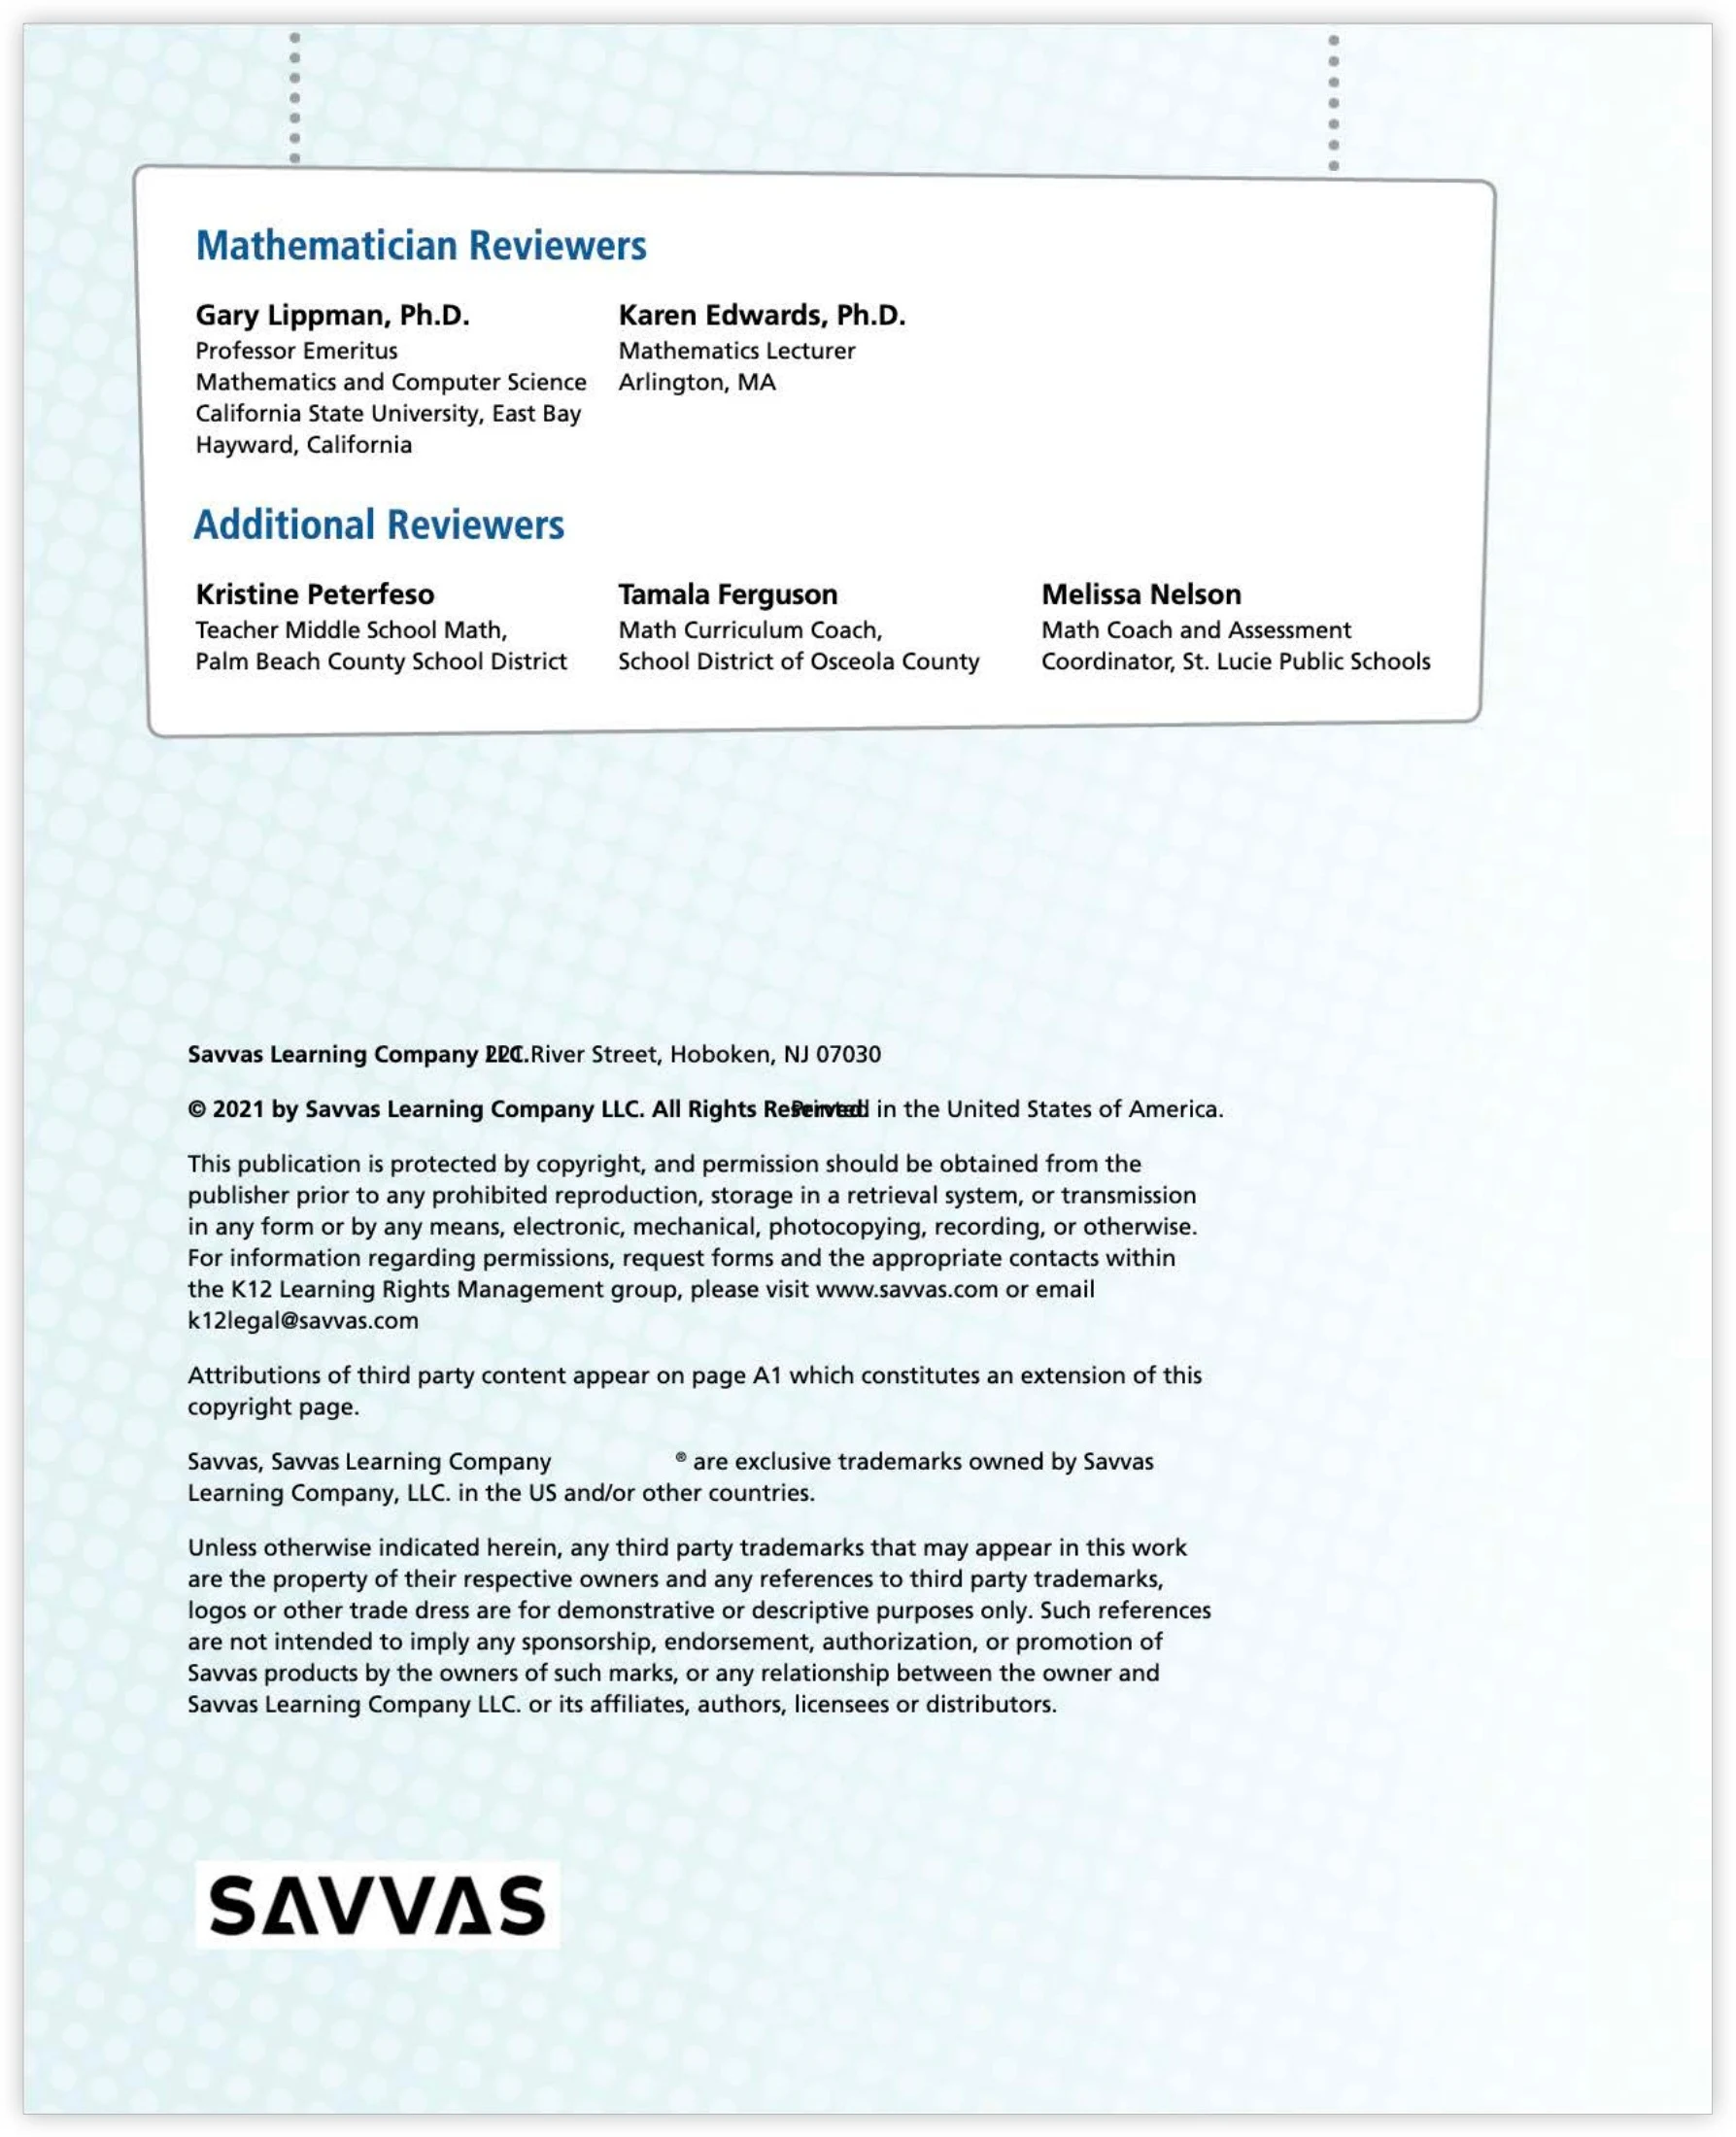 Mathematician Reviewers
Gary Lippman, Ph.D.
Professor Emeritus
Mathematics and Computer Science
California State University, East Bay
Hayward, California
Karen Edwards, Ph.D.
Mathematics Lecturer
Arlington, MA
Additional Reviewers
Kristine Peterfeso
Teacher Middle School Math,
Palm Beach County School District
Tamala Ferguson
Math Curriculum Coach,
School District of Osceola County
Melissa Nelson
Math Coach and Assessment
Coordinator, St. Lucie Public Schools
Savvas Learning Company River Street, Hoboken, NJ 07030
© 2021 by Savvas Learning Company LLC. All Rights in the United States of America.
This publication is protected by copyright, and permission should be obtained from the
publisher prior to any prohibited reproduction, storage in a retrieval system, or transmission
in any form or by any means, electronic, mechanical, photocopying, recording, or otherwise.
For information regarding permissions, request forms and the appropriate contacts within
the K12 Learning Rights Management group, please visit www.savvas.com or email
k12legal@savvas.com
Attributions of third party content appear on page A1 which constitutes an extension of this
copyright page.
Savvas, Savvas Learning Company ® are exclusive trademarks owned by Savvas
Learning Company, LLC. in the US and/or other countries.
Unless otherwise indicated herein, any third party trademarks that may appear in this work
are the property of their respective owners and any references to third party trademarks,
logos or other trade dress are for demonstrative or descriptive purposes only. Such references
are not intended to imply any sponsorship, endorsement, authorization, or promotion of
Savvas products by the owners of such marks, or any relationship between the owner and
Savvas Learning Company LLC. or its affiliates, authors, licensees or distributors.
SAVVAS